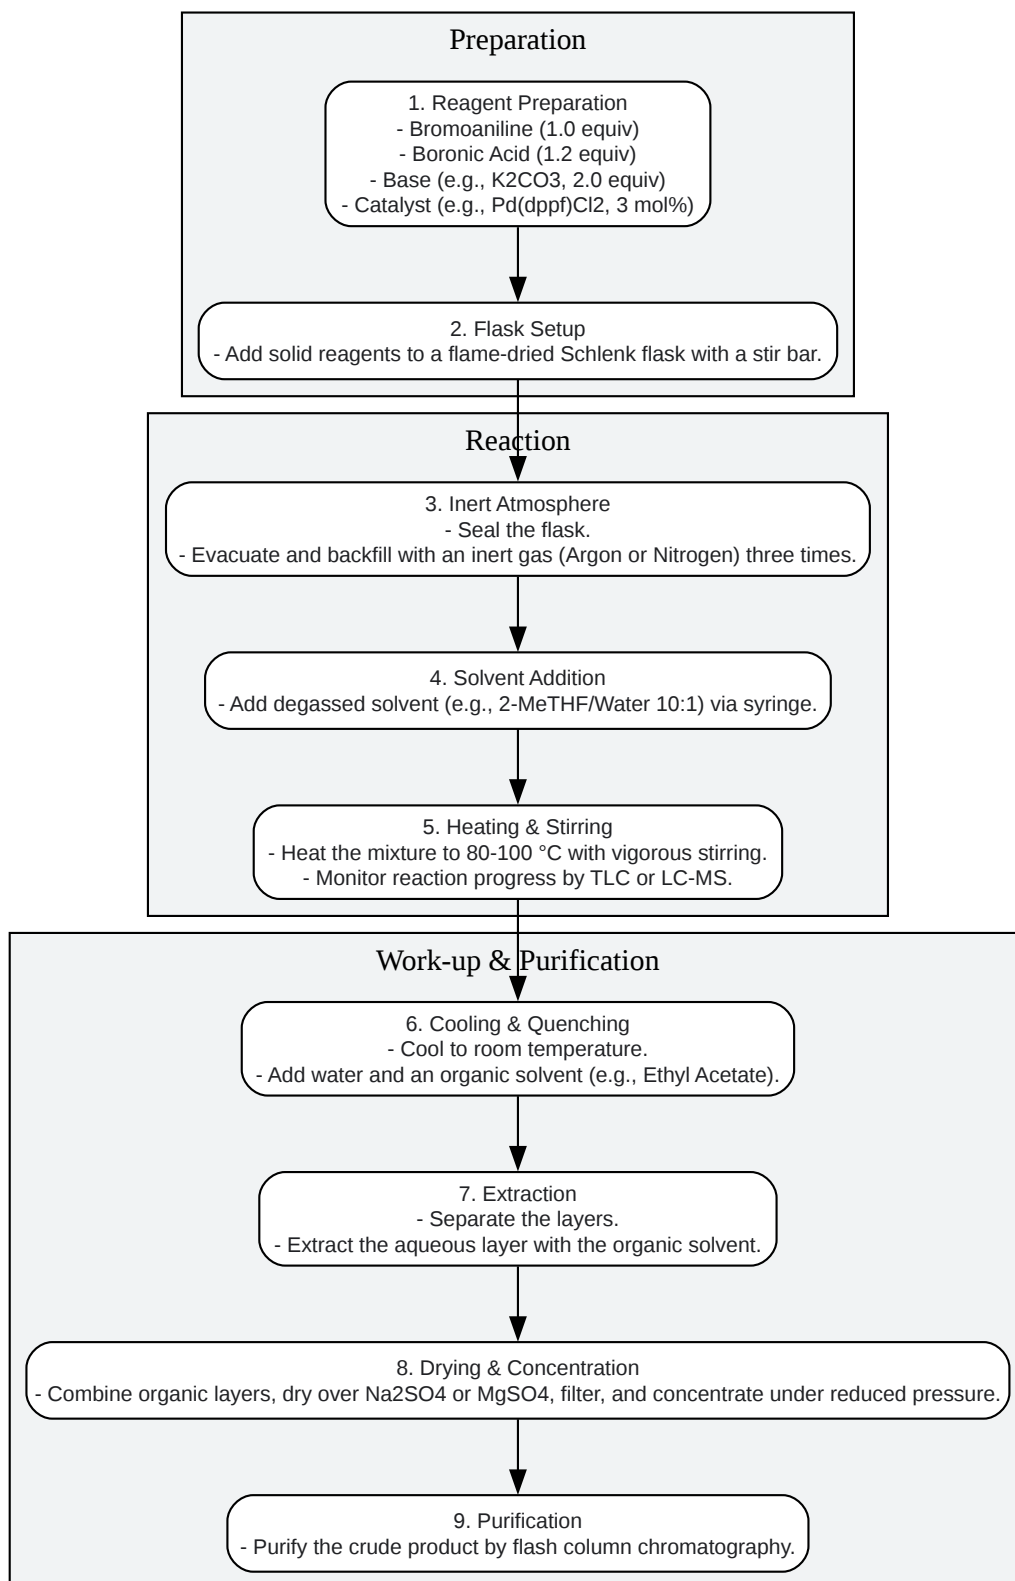 Preparation
1. Reagent Preparation
- Bromoaniline (1.0 equiv)
- Boronic Acid (1.2 equiv)
- Base (e.g., K2CO3, 2.0 equiv)
- Catalyst (e.g., Pd(dppf)Cl2, 3 mol%)
2. Flask Setup
- Add solid reagents to a flame-dried Schlenk flask with a stir bar.
Reaction
3. Inert Atmosphere
- Seal the flask.
- Evacuate and backfill with an inert gas (Argon or Nitrogen) three times.
4. Solvent Addition
- Add degassed solvent (e.g., 2-MeTHF/Water 10:1) via syringe.
5. Heating & Stirring
- Heat the mixture to 80-100 °C with vigorous stirring.
- Monitor reaction progress by TLC or LC-MS.
Work-up & Purification
6. Cooling & Quenching
- Cool to room temperature.
- Add water and an organic solvent (e.g., Ethyl Acetate).
7. Extraction
- Separate the layers.
- Extract the aqueous layer with the organic solvent.
8. Drying & Concentration
- Combine organic layers, dry over Na2SO4 or MgSO4, filter, and concentrate under reduced pressure.
9. Purification
- Purify the crude product by flash column chromatography.